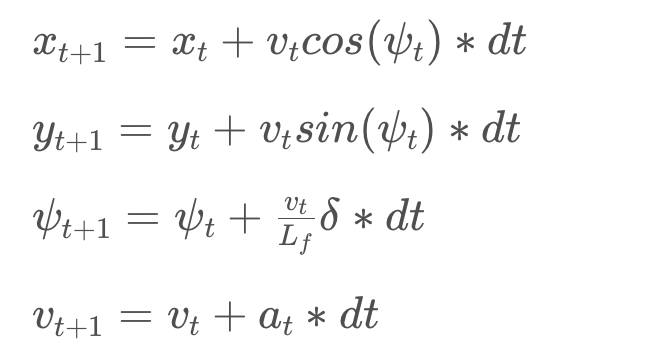 x_{t+1} = x_t + v_t cos(ψ_t) * dt
y_{t+1} = y_t + v_t sin(ψ_t) * dt
ψ_{t+1} = ψ_t + \frac{v_t}{L_f} δ * dt
v_{t+1} = v_t + a_t * dt